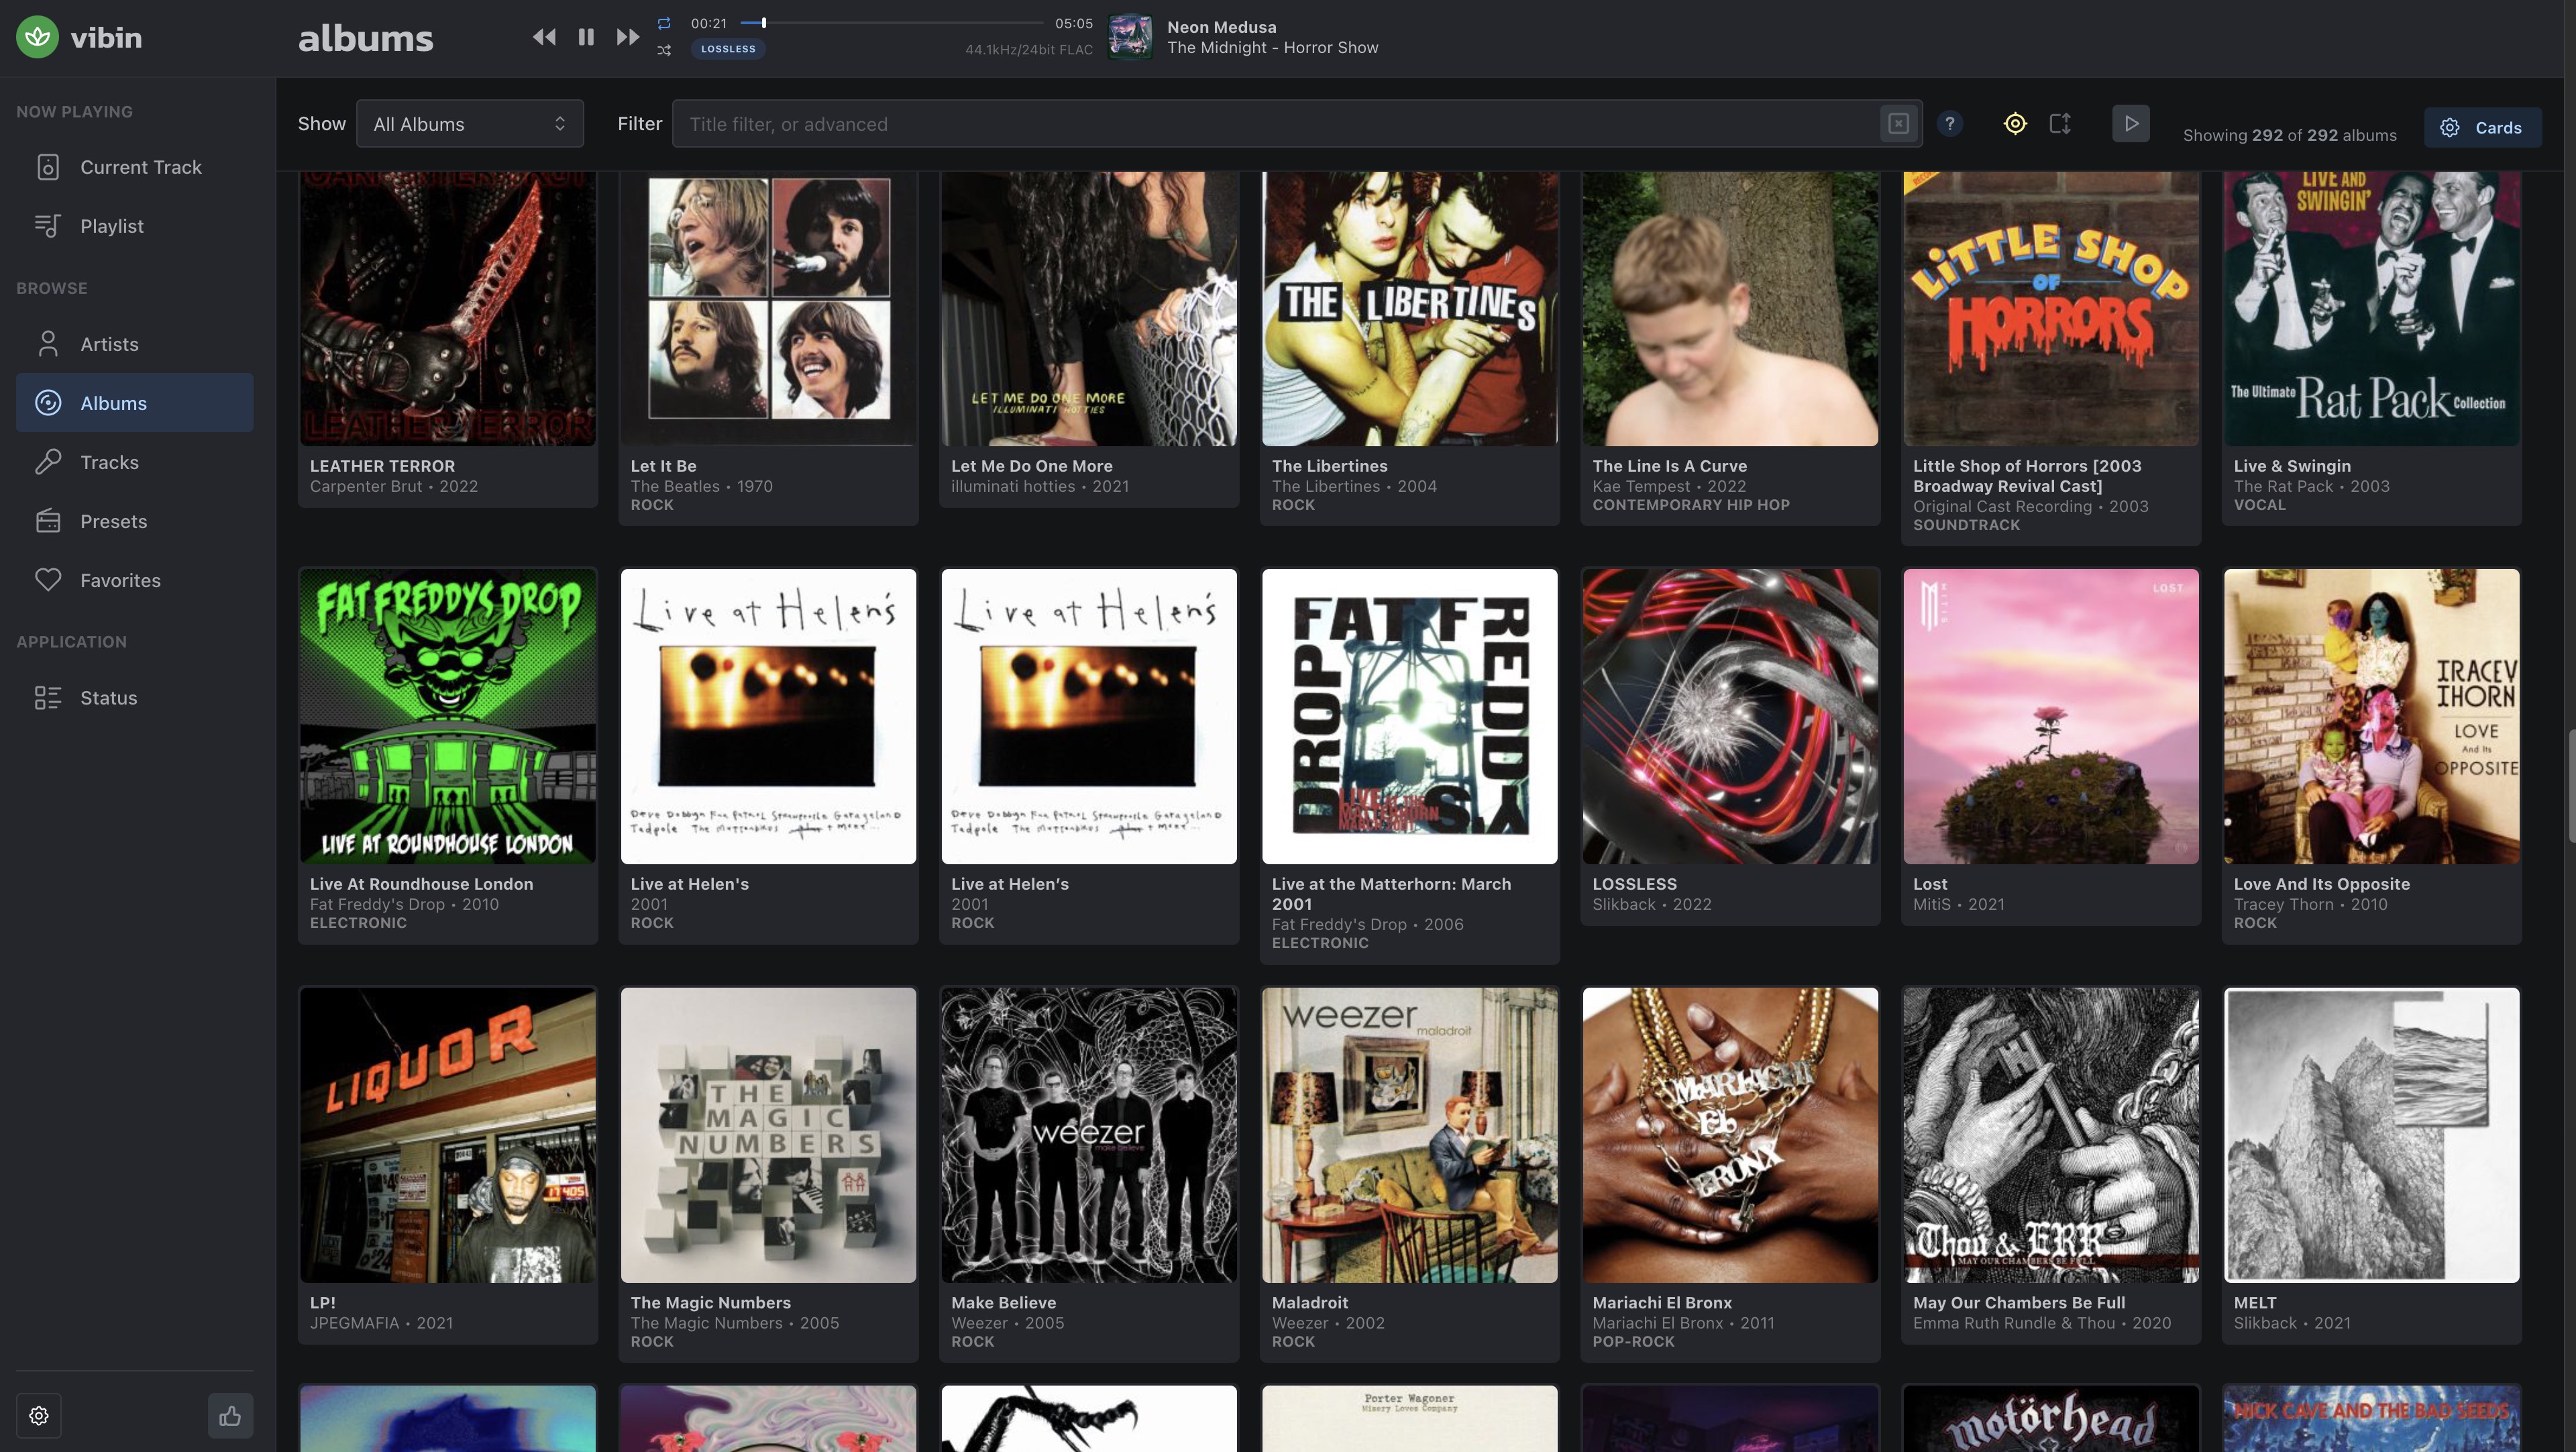 vibin
albums
00:21
05:05
LOSSLESS
44.1kHz/24bit FLAC
Neon Medusa
The Midnight - Horror Show
NOW PLAYING
Current Track
Playlist
BROWSE
Artists
Albums
Tracks
Presets
Favorites
APPLICATION
Status
Show
All Albums
Filter
Title filter, or advanced
?
Showing 292 of 292 albums
Cards
LEATHER TERROR
LET ME DO ONE MORE
ILLUMINATI HOTTIES
THE LIBERTINES
LITTLE SHOP
OF
HORRORS
LIVE AND
SWINGIN'
The Ultimate
Rat Pack Collection
LEATHER TERROR
Carpenter Brut • 2022
Let It Be
The Beatles • 1970
ROCK
Let Me Do One More
illuminati hotties • 2021
The Libertines
The Libertines • 2004
ROCK
The Line Is A Curve
Kae Tempest • 2022
CONTEMPORARY HIP HOP
Little Shop of Horrors [2003
Broadway Revival Cast]
Original Cast Recording • 2003
SOUNDTRACK
Live & Swingin
The Rat Pack • 2003
VOCAL
FAT FREDDYS DROP
LIVE AT ROUNDHOUSE LONDON
Live at Helen's
Live at Helen's
FAT FREDDYS DROP
LOST
TRACEY
THORN
LOVE
And Its
OPPOSITE
Live At Roundhouse London
Fat Freddy's Drop • 2010
ELECTRONIC
Live at Helen's
2001
ROCK
Live at Helen’s
2001
ROCK
Live at the Matterhorn: March
2001
Fat Freddy's Drop • 2006
ELECTRONIC
LOSSLESS
Slikback • 2022
Lost
MitiS • 2021
Love And Its Opposite
Tracey Thorn • 2010
ROCK
LIQUOR
THE
MAGIC
NUMBERS
weezer
make believe
weezer
maladroit
MARIACHI
EL
BRONX
Thou & ERR
MAY OUR CHAMBERS BE FULL
LP!
JPEGMAFIA • 2021
The Magic Numbers
The Magic Numbers • 2005
ROCK
Make Believe
Weezer • 2005
ROCK
Maladroit
Weezer • 2002
ROCK
Mariachi El Bronx
Mariachi El Bronx • 2011
POP-ROCK
May Our Chambers Be Full
Emma Ruth Rundle & Thou • 2020
MELT
Slikback • 2021
Porter Wagoner
Misery Loves Company
motörhead
NICK CAVE AND THE BAD SEEDS